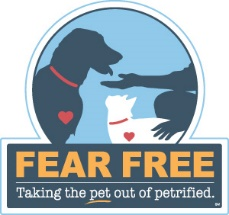 FEAR FREE
Taking the pet out of petrified.